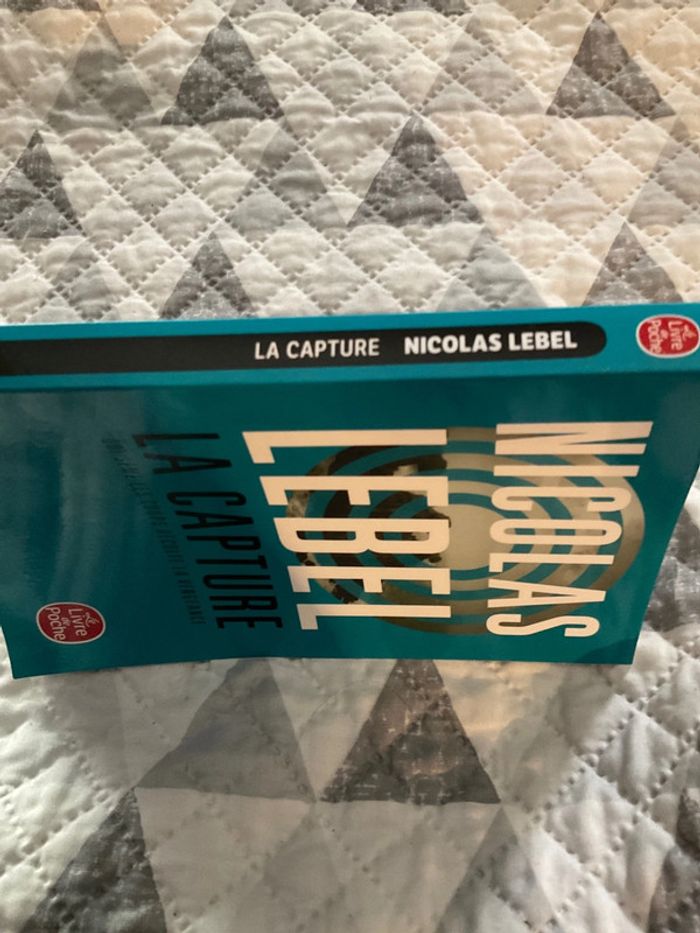 LA CAPTURE NICOLAS LEBEL
Le
Livre
de
Poche
NICOLAS
LEBEL
LA CAPTURE
Le
Livre
de
Poche